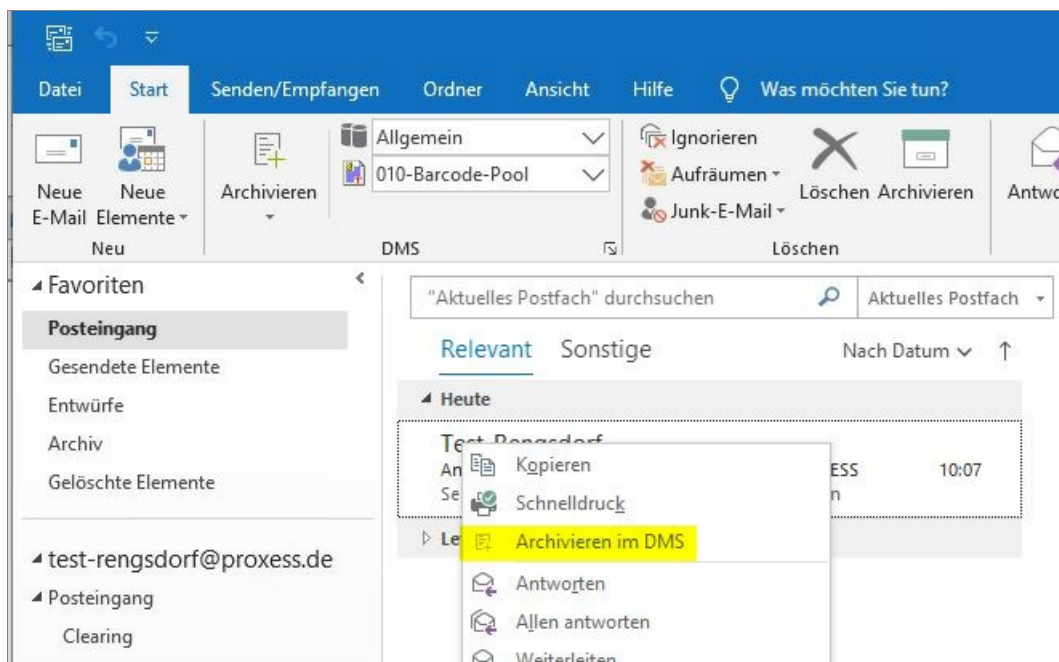 Datei Start Senden/Empfangen Ordner Ansicht Hilfe Was möchten Sie tun?
Neue E-Mail
Neue Elemente
Archivieren
Allgemein
010-Barcode-Pool
Ignorieren
Aufräumen
Junk-E-Mail
Löschen
Archivieren
Neu
DMS
Löschen
Favoriten
Posteingang
Gesendete Elemente
Entwürfe
Archiv
Gelöschte Elemente
test-rengsdorf@proxess.de
Posteingang
Clearing
"Aktuelles Postfach" durchsuchen
Aktuelles Postfach
Relevant Sonstige Nach Datum
Heute
Test-Rengsdorf
10:07
Kopieren
Schnelldruck
Archivieren im DMS
Antworten
Allen antworten
Weiterleiten